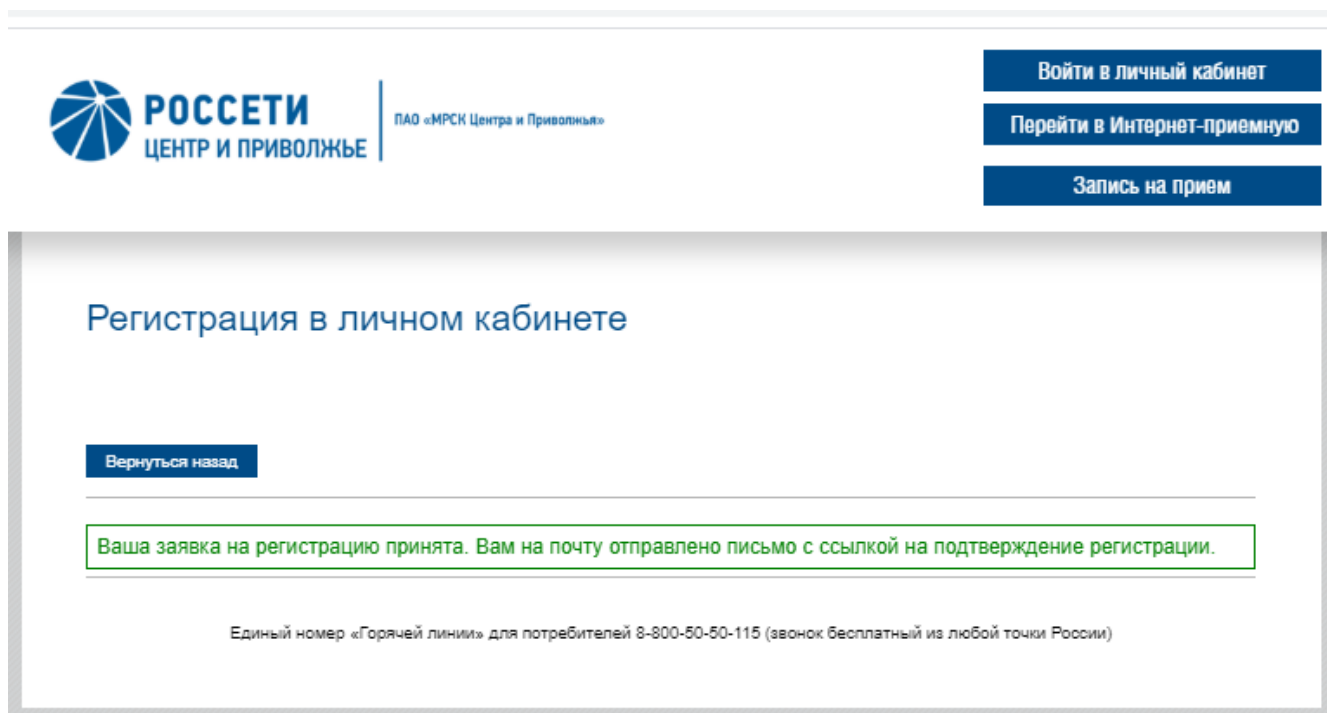 Войти в личный кабинет
РОССЕТИ
ЦЕНТР И ПРИВОЛЖЬЕ
ПАО «МРСК Центра и Приволжья»
Перейти в Интернет-приемную
Запись на прием
Регистрация в личном кабинете
Вернуться назад
Ваша заявка на регистрацию принята. Вам на почту отправлено письмо с ссылкой на подтверждение регистрации.
Единый номер «Горячей линии» для потребителей 8-800-50-50-115 (звонок бесплатный из любой точки России)